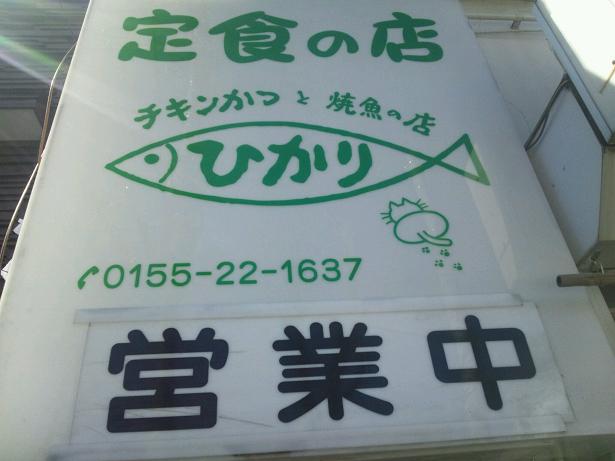 定食の店
チキンかつと焼魚の店
ひかり
0155-22-1637
営業中